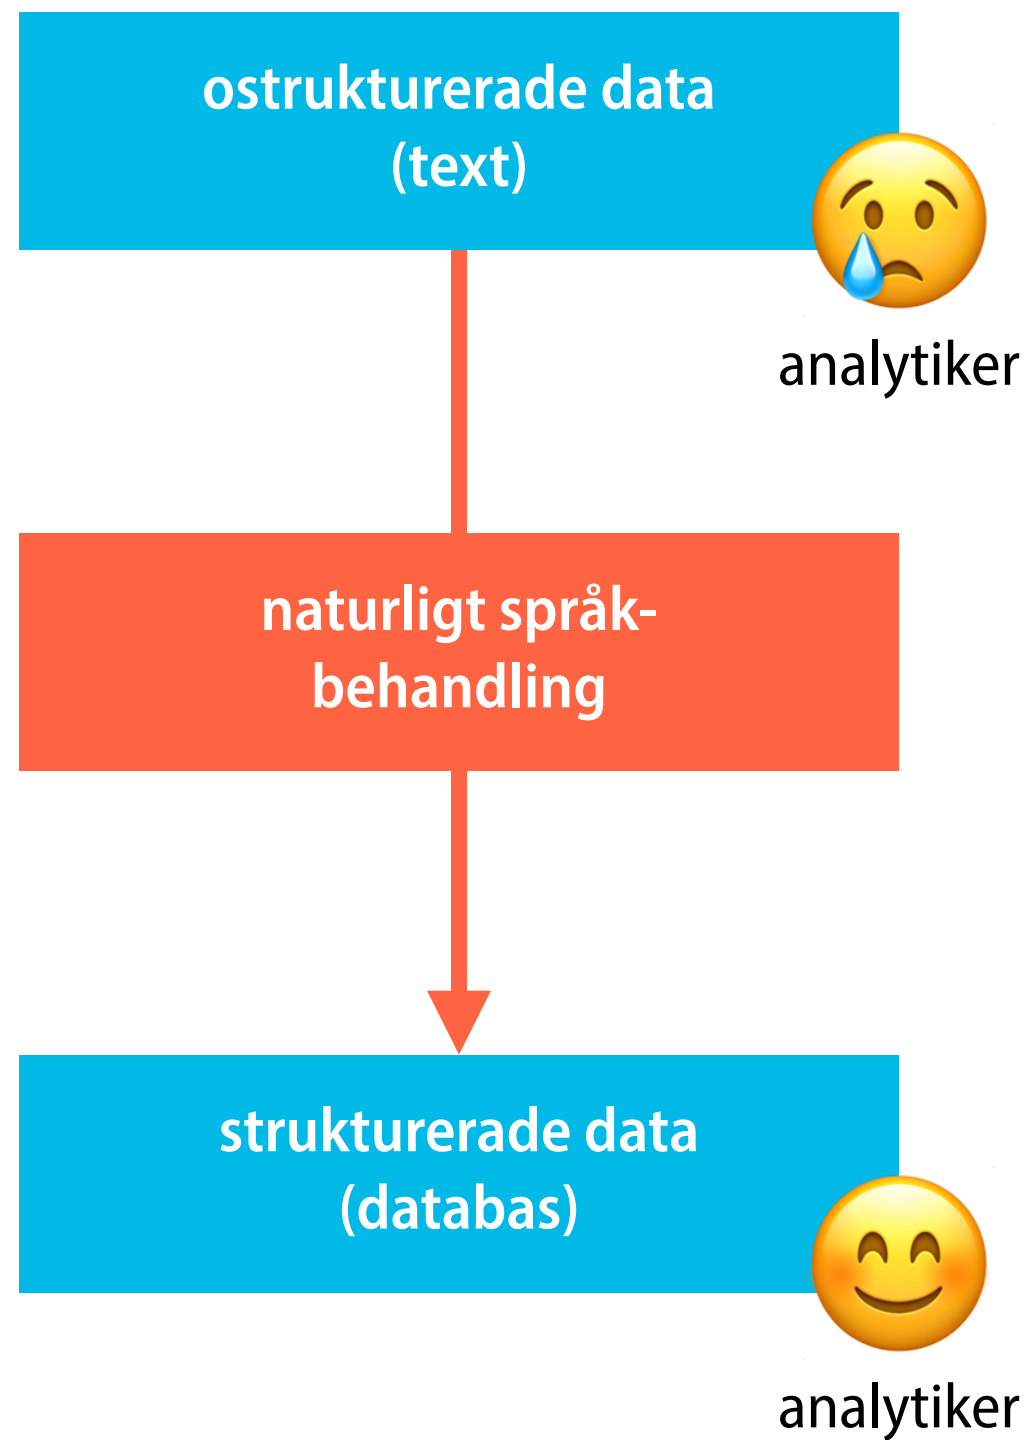 ostrukturerade data
(text)
analytiker
naturligt språk-
behandling
strukturerade data
(databas)
analytiker